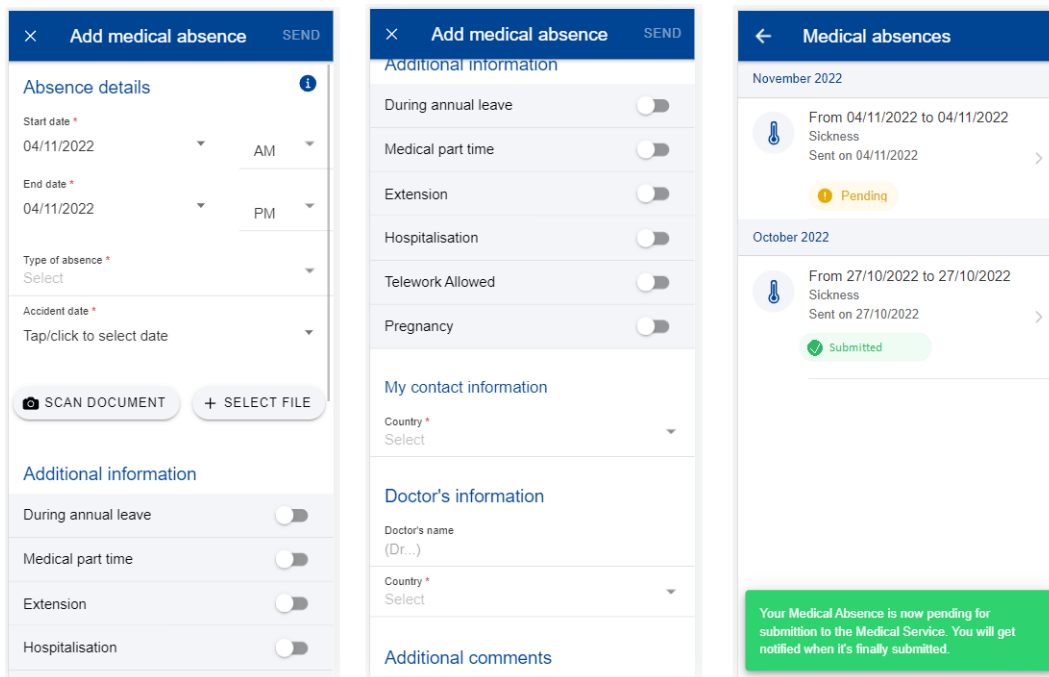 Add medical absence SEND
Absence details
Start date *
04/11/2022 AM
End date *
04/11/2022 PM
Type of absence *
Select
Accident date *
Tap/click to select date
SCAN DOCUMENT + SELECT FILE
Additional information
During annual leave
Medical part time
Extension
Hospitalisation
Add medical absence SEND
Additional information
During annual leave
Medical part time
Extension
Hospitalisation
Telework Allowed
Pregnancy
My contact information
Country *
Select
Doctor's information
Doctor's name
(Dr...)
Country *
Select
Additional comments
Medical absences
November 2022
From 04/11/2022 to 04/11/2022
Sickness
Sent on 04/11/2022
Pending
October 2022
From 27/10/2022 to 27/10/2022
Sickness
Sent on 27/10/2022
Submitted
Your Medical Absence is now pending for
submittion to the Medical Service. You will get
notified when it's finally submitted.